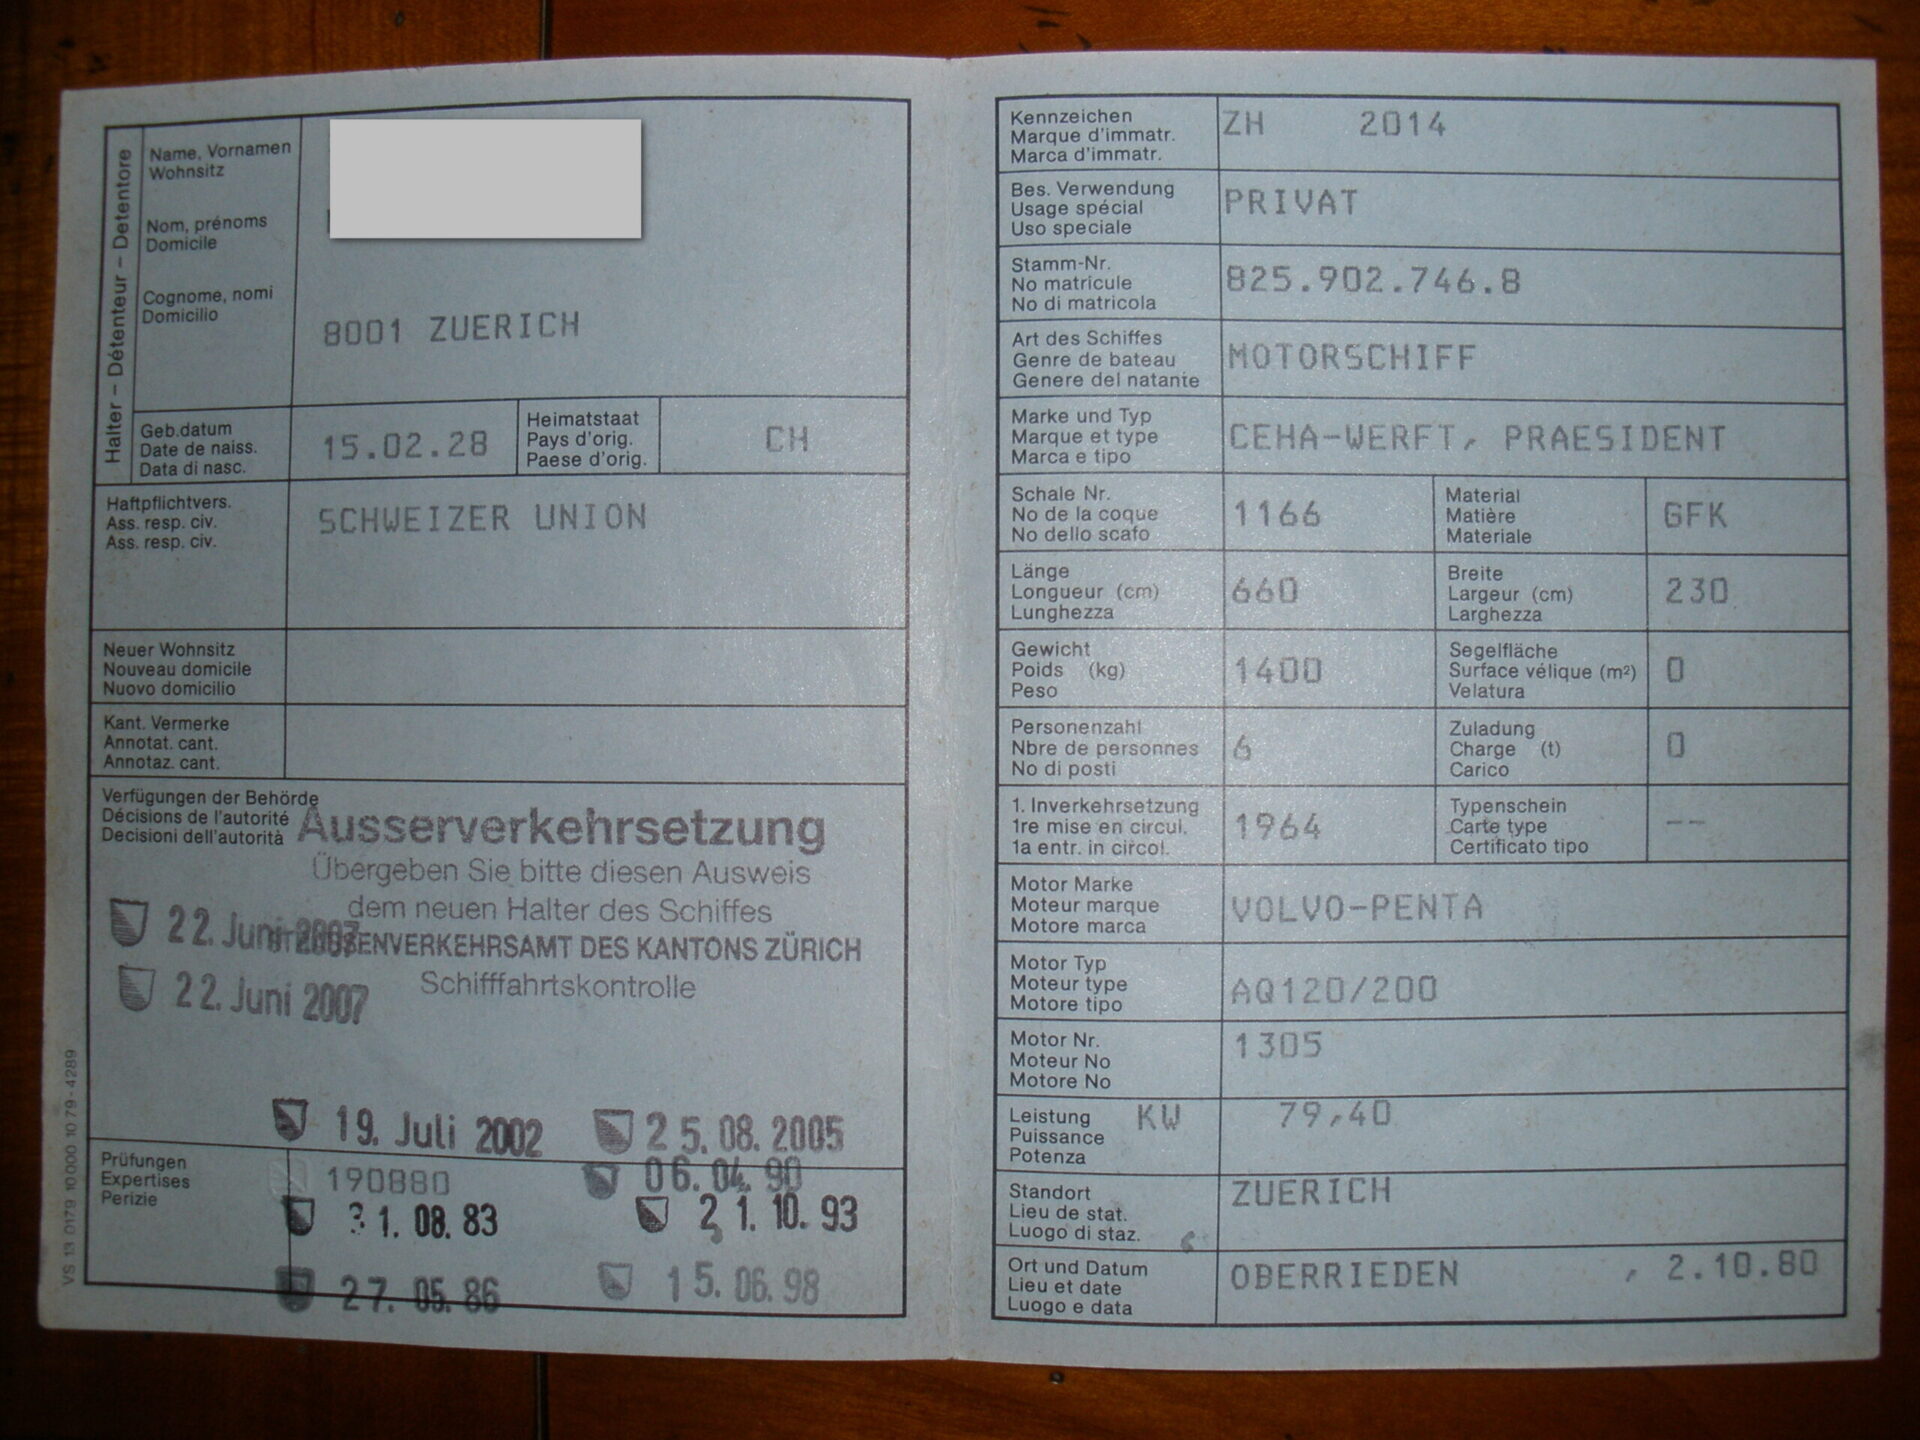 Halter – Détenteur – Detentore
Name, Vornamen
Wohnsitz
Nom, prénoms
Domicile
Cognome, nomi
Domicilio
8001 ZUERICH
Geb.datum
Date de naiss.
Data di nasc.
15.02.28
Heimatstaat
Pays d'orig.
Paese d'orig.
CH
Haftpflichtvers.
Ass. resp. civ.
Ass. resp. civ.
SCHWEIZER UNION
Neuer Wohnsitz
Nouveau domicile
Nuovo domicilio
Kant. Vermerke
Annotat. cant.
Annotaz. cant.
Verfügungen der Behörde
Décisions de l'autorité
Decisioni dell'autorità
Ausserverkehrsetzung
Übergeben Sie bitte diesen Ausweis
dem neuen Halter des Schiffes
22. Juni 2007
STRASSENVERKEHRSAMT DES KANTONS ZÜRICH
Schifffahrtskontrolle
22. Juni 2007
19. Juli 2002
25.08.2005
Prüfungen
Expertises
Perizie
190880
06.04.90
31.08.83
21.10.93
27.05.86
15.06.98
VS 13 0179 10000 10 79 - 4289
Kennzeichen
Marque d'immatr.
Marca d'immatr.
ZH 2014
Bes. Verwendung
Usage spécial
Uso speciale
PRIVAT
Stamm-Nr.
No matricule
No di matricola
825.902.746.8
Art des Schiffes
Genre de bateau
Genere del natante
MOTORSCHIFF
Marke und Typ
Marque et type
Marca e tipo
CEHA-WERFT, PRAESIDENT
Schale Nr.
No de la coque
No dello scafo
1166
Material
Matière
Materiale
GFK
Länge
Longueur (cm)
Lunghezza
660
Breite
Largeur (cm)
Larghezza
230
Gewicht
Poids (kg)
Peso
1400
Segelfläche
Surface vélique (m²)
Velatura
0
Personenzahl
Nbre de personnes
No di posti
6
Zuladung
Charge (t)
Carico
0
1. Inverkehrsetzung
1re mise en circul.
1a entr. in circol.
1964
Typenschein
Carte type
Certificato tipo
--
Motor Marke
Moteur marque
Motore marca
VOLVO-PENTA
Motor Typ
Moteur type
Motore tipo
AQ120/200
Motor Nr.
Moteur No
Motore No
1305
Leistung
Puissance
Potenza
KW 79,40
Standort
Lieu de stat.
Luogo di staz.
ZUERICH
Ort und Datum
Lieu et date
Luogo e data
OBERRIEDEN , 2.10.80